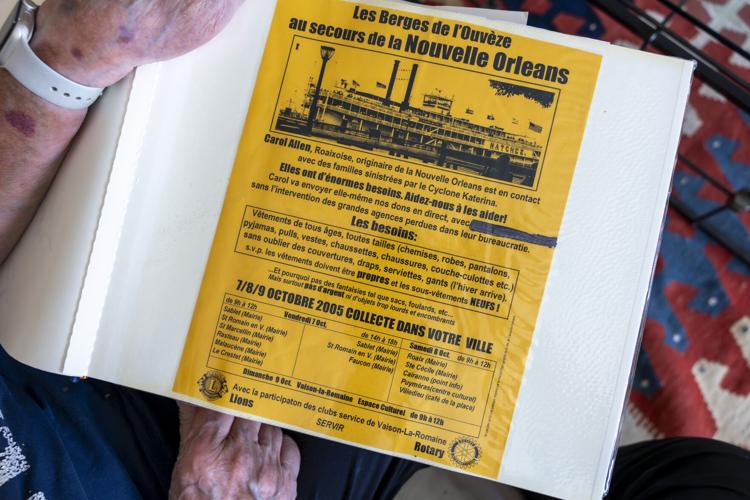 Les Berges de l'Ouvèze
au secours de la Nouvelle Orleans
NATCHEZ
Carol Allen, Roaixoise, originaire de la Nouvelle Orleans est en contact
avec des familles sinistrées par le Cyclone Katerina.
Elles ont d'énormes besoins. Aidez-nous à les aider!
Carol va envoyer elle-même nos dons en direct, avec
sans l'intervention des grandes agences perdues dans leur bureaucratie.
Les besoins:
Vêtements de tous âges, toutes tailles (chemises, robes, pantalons,
pyjamas, pulls, vestes, chaussettes, chaussures, couche-culottes etc.)
sans oublier des couvertures, draps, serviettes, gants (l'hiver arrive).
s.v.p. les vêtements doivent être propres et les sous-vêtements NEUFS !
...Et pourquoi pas des fantaisies tel que sacs, foulards, etc...
Mais surtout pas d'argent ni d'objets trop lourds et encombrants
7/8/9 OCTOBRE 2005 COLLECTE DANS VOTRE VILLE
de 9h à 12h Vendredi 7 Oct. de 14h à 18h
Sablet (Mairie)
St Romain en V. (Mairie)
St Marcellin (Mairie)
Rasteau (Mairie)
Malaucène (Mairie)
Le Crestet (Mairie)
Sablet (Mairie)
St Romain en V. (Mairie)
Faucon (Mairie)
Samedi 8 Oct. de 9h à 12h
Roaix (Mairie)
Ste Cécile (Mairie)
Cairanne (point info)
Puyméras (centre culturel)
Villedieu (café de la place)
Dimanche 9 Oct. Vaison-la-Romaine Espace Culturel de 9h à 12h
Avec la participaton des clubs service de Vaison-La-Romaine
Lions
SERVIR
Rotary